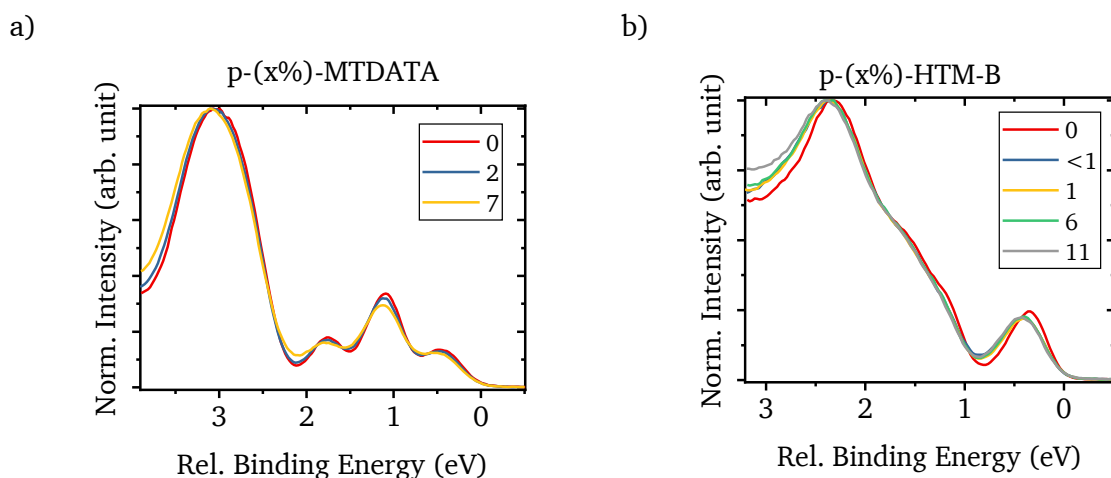 a)
p-(x%)-MTDATA
Norm. Intensity (arb. unit)
0
2
7
3 2 1 0
Rel. Binding Energy (eV)
b)
p-(x%)-HTM-B
Norm. Intensity (arb. unit)
0
<1
1
6
11
3 2 1 0
Rel. Binding Energy (eV)